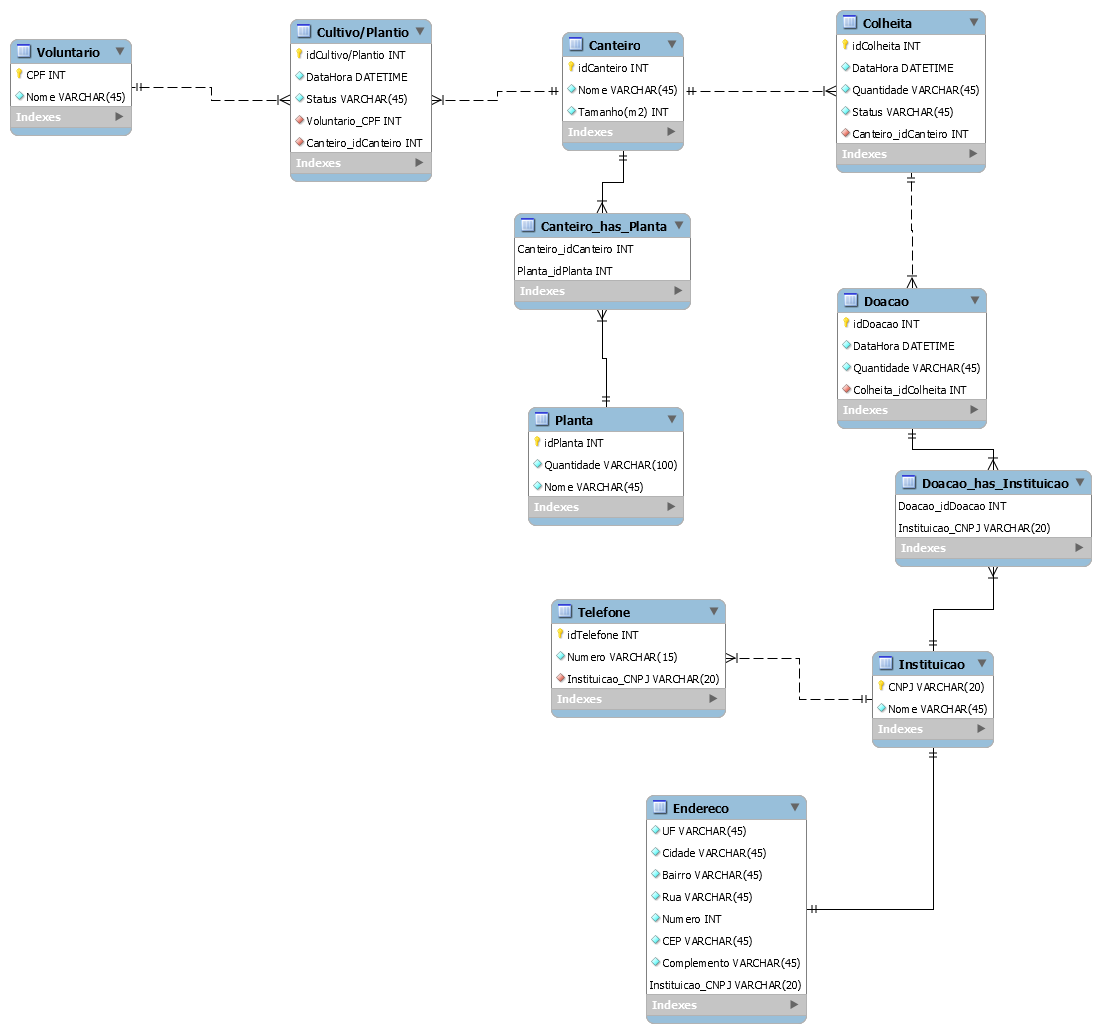 Voluntario
CPF INT
Nome VARCHAR(45)
Indexes
Cultivo/Plantio
idCultivo/Plantio INT
DataHora DATETIME
Status VARCHAR(45)
Voluntario_CPF INT
Canteiro_idCanteiro INT
Indexes
Canteiro
idCanteiro INT
Nome VARCHAR(45)
Tamanho(m2) INT
Indexes
Colheita
idColheita INT
DataHora DATETIME
Quantidade VARCHAR(45)
Status VARCHAR(45)
Canteiro_idCanteiro INT
Indexes
Canteiro_has_Planta
Canteiro_idCanteiro INT
Planta_idPlanta INT
Indexes
Doacao
idDoacao INT
DataHora DATETIME
Quantidade VARCHAR(45)
Colheita_idColheita INT
Indexes
Planta
idPlanta INT
Quantidade VARCHAR(100)
Nome VARCHAR(45)
Indexes
Doacao_has_Instituicao
Doacao_idDoacao INT
Instituicao_CNPJ VARCHAR(20)
Indexes
Telefone
idTelefone INT
Numero VARCHAR(15)
Instituicao_CNPJ VARCHAR(20)
Indexes
Instituicao
CNPJ VARCHAR(20)
Nome VARCHAR(45)
Indexes
Endereco
UF VARCHAR(45)
Cidade VARCHAR(45)
Bairro VARCHAR(45)
Rua VARCHAR(45)
Numero INT
CEP VARCHAR(45)
Complemento VARCHAR(45)
Instituicao_CNPJ VARCHAR(20)
Indexes